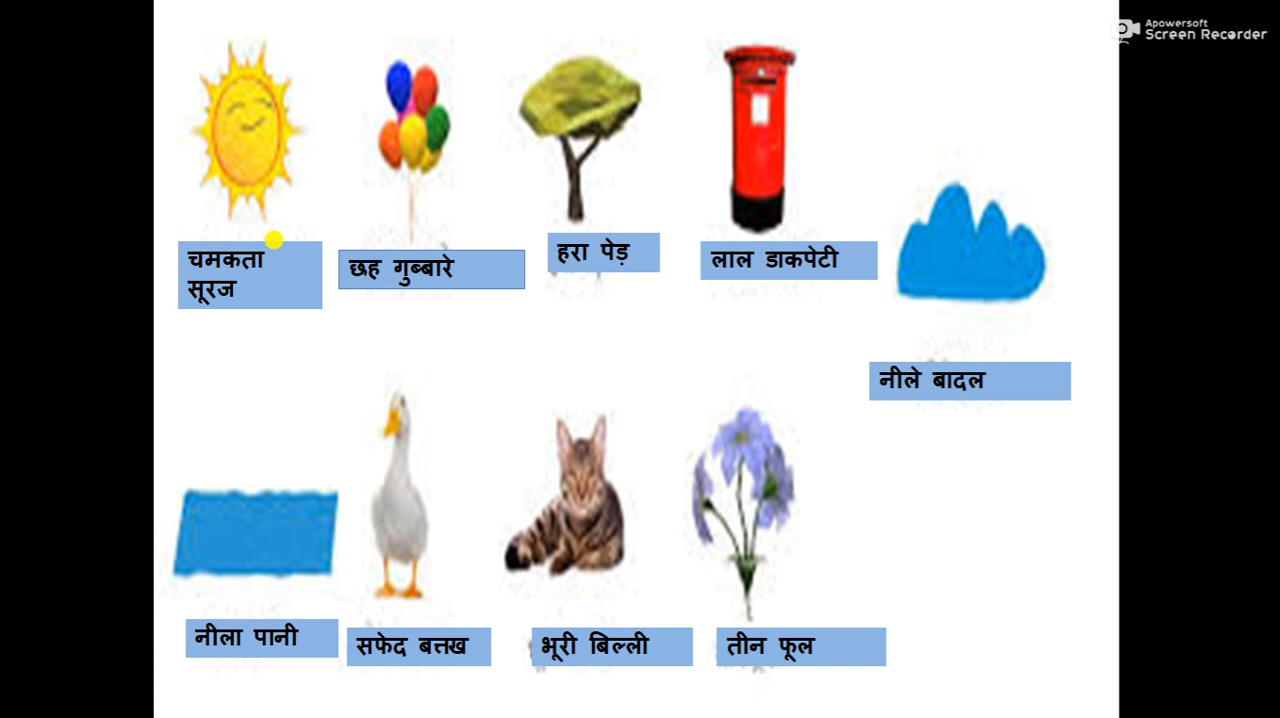 Apowersoft
Screen Recorder
चमकता
सूरज
छह गुब्बारे
हरा पेड़
लाल डाकपेटी
नीले बादल
नीला पानी
सफेद बत्तख
भूरी बिल्ली
तीन फूल